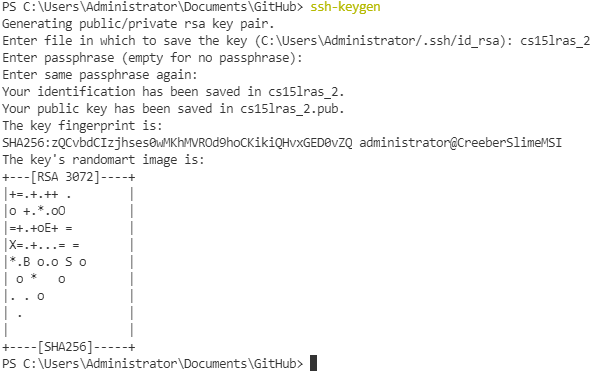 PS C:\Users\Administrator\Documents\GitHub> ssh-keygen
Generating public/private rsa key pair.
Enter file in which to save the key (C:\Users\Administrator/.ssh/id_rsa): cs15lras_2
Enter passphrase (empty for no passphrase):
Enter same passphrase again:
Your identification has been saved in cs15lras_2.
Your public key has been saved in cs15lras_2.pub.
The key fingerprint is:
SHA256:zQCvbdCIzjhses0wMKhMVROd9hoCKikiQHvxGED0vZQ administrator@CreeberSlimeMSI
The key's randomart image is:
+---[RSA 3072]----+
|+=.+.++ .        |
|o +.*.oO         |
|=+.+oE+ =        |
|X=.+...= =       |
|*.B o.o S o      |
| o *   o         |
|. . o            |
| .               |
|                 |
+----[SHA256]-----+
PS C:\Users\Administrator\Documents\GitHub>